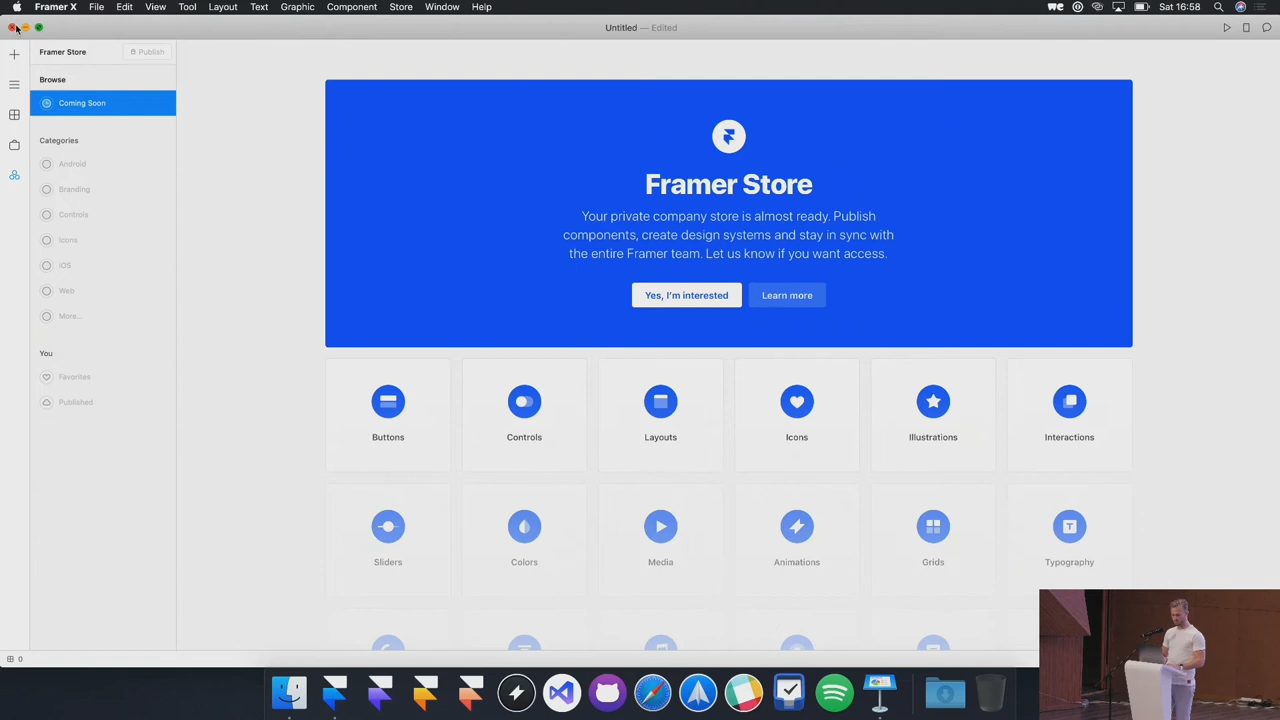 Framer X File Edit View Tool Layout Text Graphic Component Store Window Help
Sat 16:58
Untitled — Edited
Framer Store
Publish
Browse
Coming Soon
Categories
Android
Branding
Controls
Icons
iOS
Web
More...
You
Favorites
Published
Framer Store
Your private company store is almost ready. Publish
components, create design systems and stay in sync with
the entire Framer team. Let us know if you want access.
Yes, I'm interested
Learn more
Buttons
Controls
Layouts
Icons
Illustrations
Interactions
Sliders
Colors
Media
Animations
Grids
Typography
0